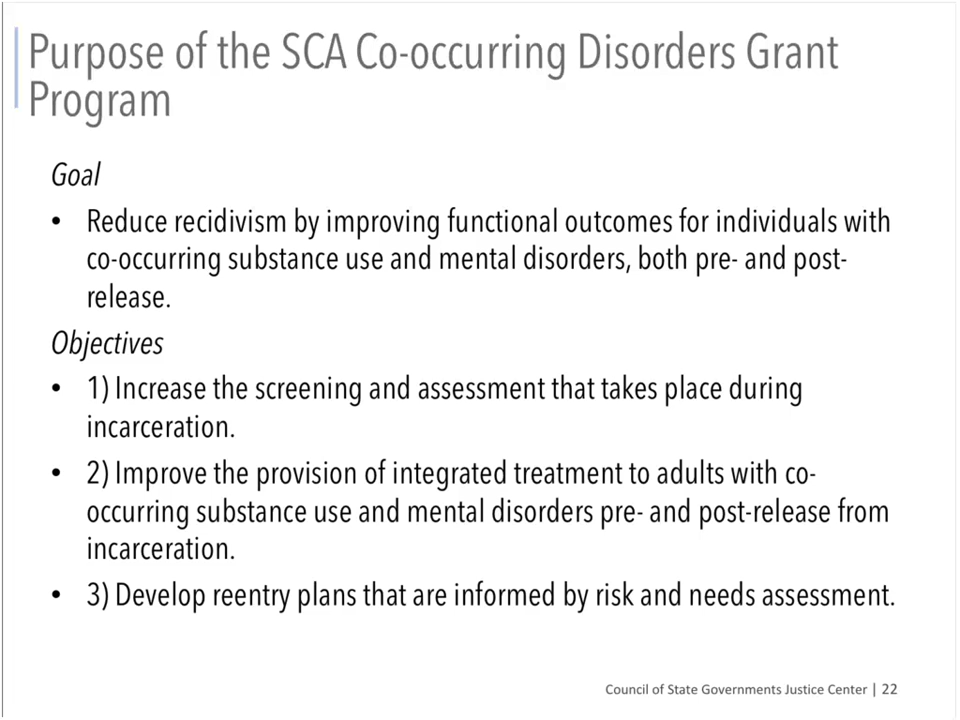 Purpose of the SCA Co-occurring Disorders Grant
Program
Goal
• Reduce recidivism by improving functional outcomes for individuals with
co-occurring substance use and mental disorders, both pre- and post-
release.
Objectives
• 1) Increase the screening and assessment that takes place during
incarceration.
• 2) Improve the provision of integrated treatment to adults with co-
occurring substance use and mental disorders pre- and post-release from
incarceration.
• 3) Develop reentry plans that are informed by risk and needs assessment.
Council of State Governments Justice Center | 22